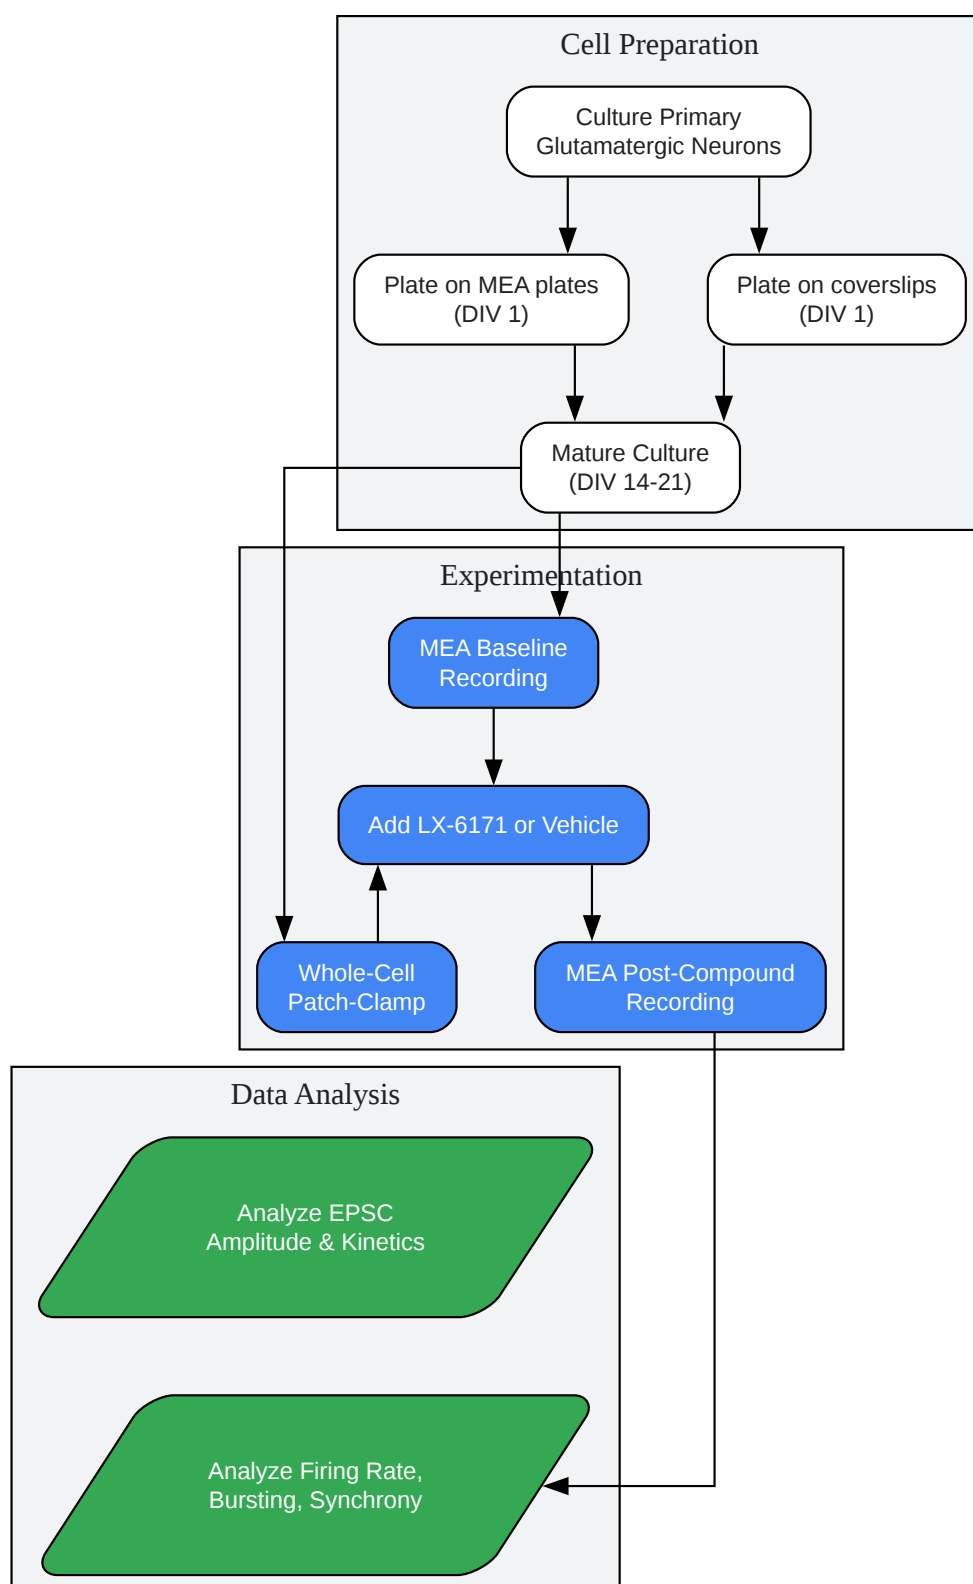 Cell Preparation
Culture Primary
Glutamatergic Neurons
Plate on MEA plates
(DIV 1)
Plate on coverslips
(DIV 1)
Mature Culture
(DIV 14-21)
Experimentation
MEA Baseline
Recording
Add LX-6171 or Vehicle
Whole-Cell
Patch-Clamp
MEA Post-Compound
Recording
Data Analysis
Analyze EPSC
Amplitude & Kinetics
Analyze Firing Rate,
Bursting, Synchrony